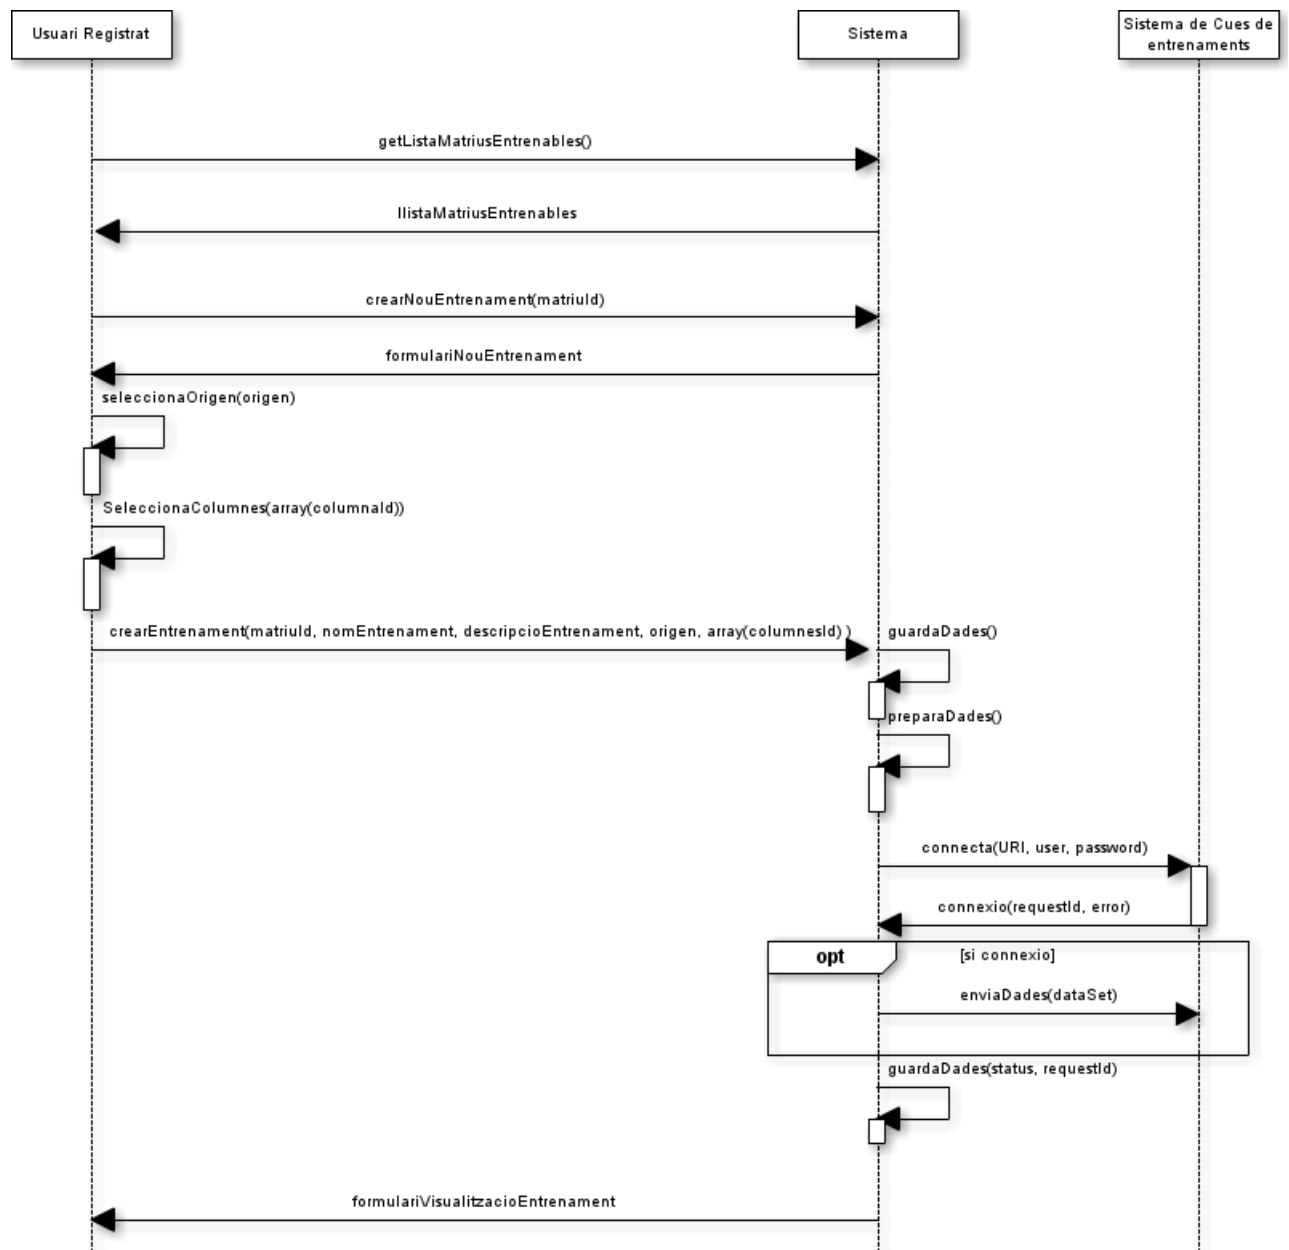 Usuari Registrat
Sistema
Sistema de Cues de
entrenaments
getListaMatriusEntrenables()
llistaMatriusEntrenables
crearNouEntrenament(matriuId)
formulariNouEntrenament
seleccionaOrigen(origen)
SeleccionaColumnes(array(columnaId))
crearEntrenament(matriuId, nomEntrenament, descripcioEntrenament, origen, array(columnesId) )
guardaDades()
preparaDades()
connecta(URI, user, password)
connexio(requestId, error)
opt
[si connexio]
enviaDades(dataSet)
guardaDades(status, requestId)
formulariVisualitzacioEntrenament